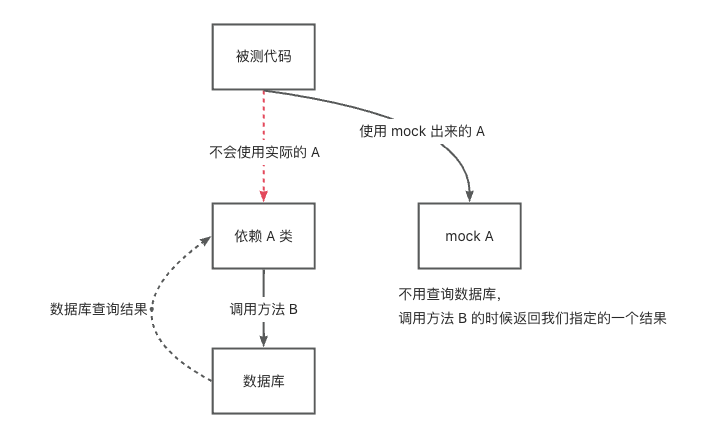 被测代码
使用 mock 出来的 A
不会使用实际的 A
依赖 A 类
mock A
不用查询数据库，
调用方法 B 的时候返回我们指定的一个结果
数据库查询结果
调用方法 B
数据库